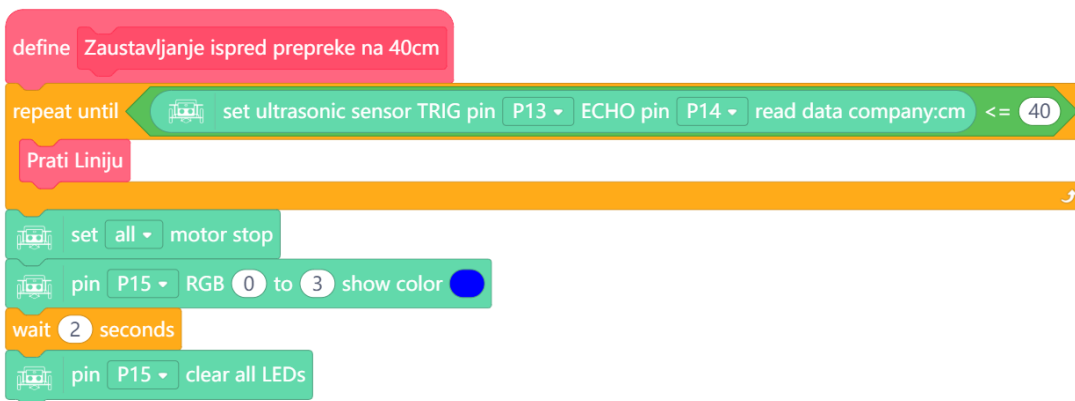 define Zaustavljanje ispred prepreke na 40cm
repeat until set ultrasonic sensor TRIG pin P13 ECHO pin P14 read data company:cm <= 40
Prati Liniju
set all motor stop
pin P15 RGB 0 to 3 show color
wait 2 seconds
pin P15 clear all LEDs